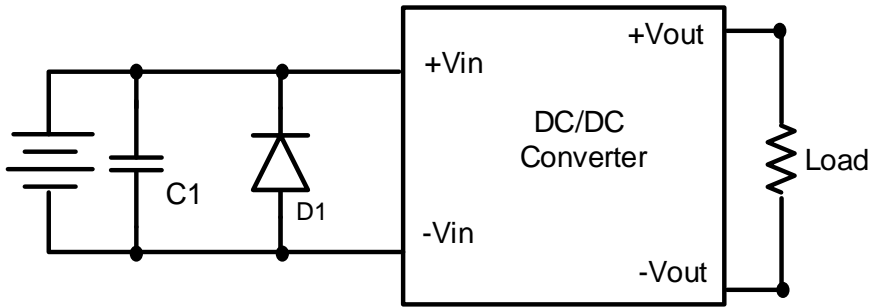 +Vout
+Vin
DC/DC
Converter
Load
C1
D1
-Vin
-Vout